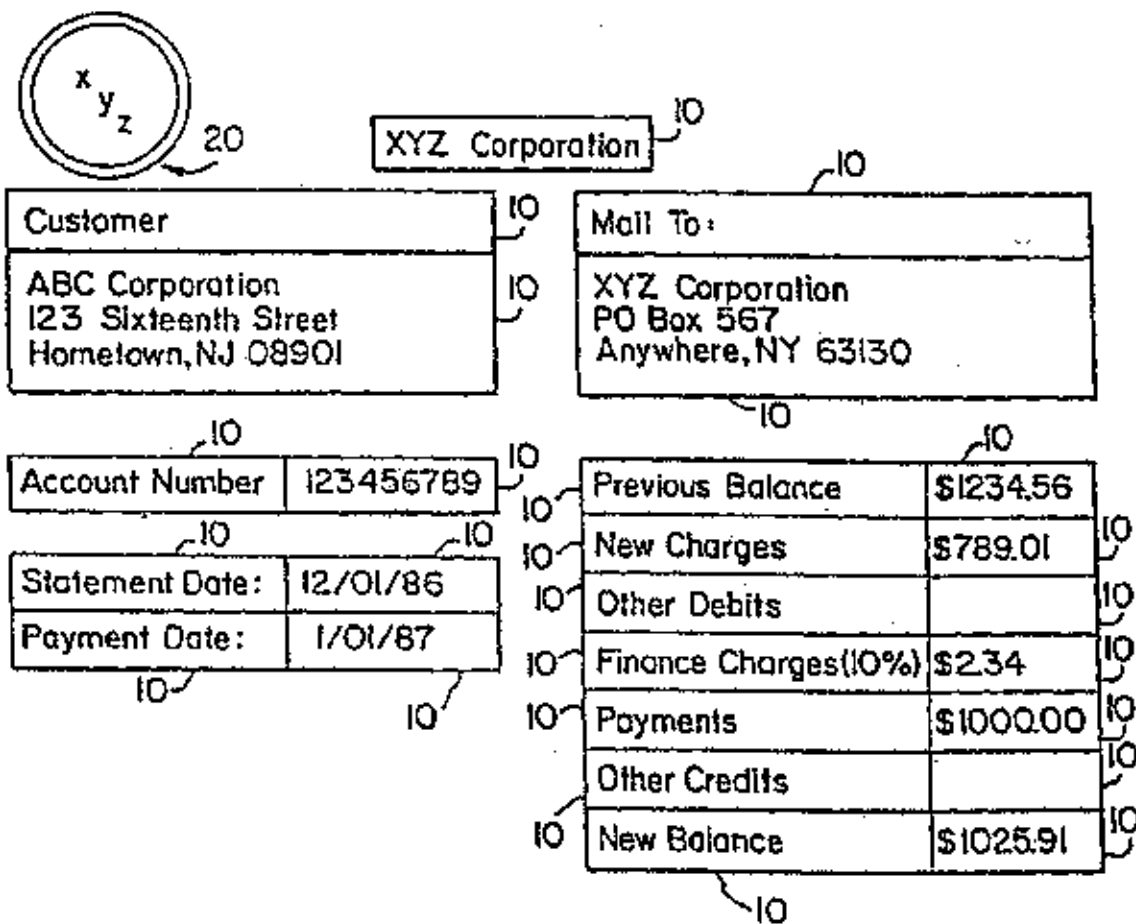 x
y
z
20
XYZ Corporation
10
10
Customer
10
Mail To:
ABC Corporation
123 Sixteenth Street
Hometown, NJ 08901
10
XYZ Corporation
PO Box 567
Anywhere, NY 63130
10
10
10
Account Number 123456789
10
10
10
Previous Balance $1234.56
10
10
10
New Charges $789.01
10
Statement Date: 12/01/86
10
Other Debits
10
Payment Date: 1/01/87
10
Finance Charges(10%) $2.34
10
10
10
10
Payments $1000.00
10
Other Credits
10
10
New Balance $1025.91
10
10